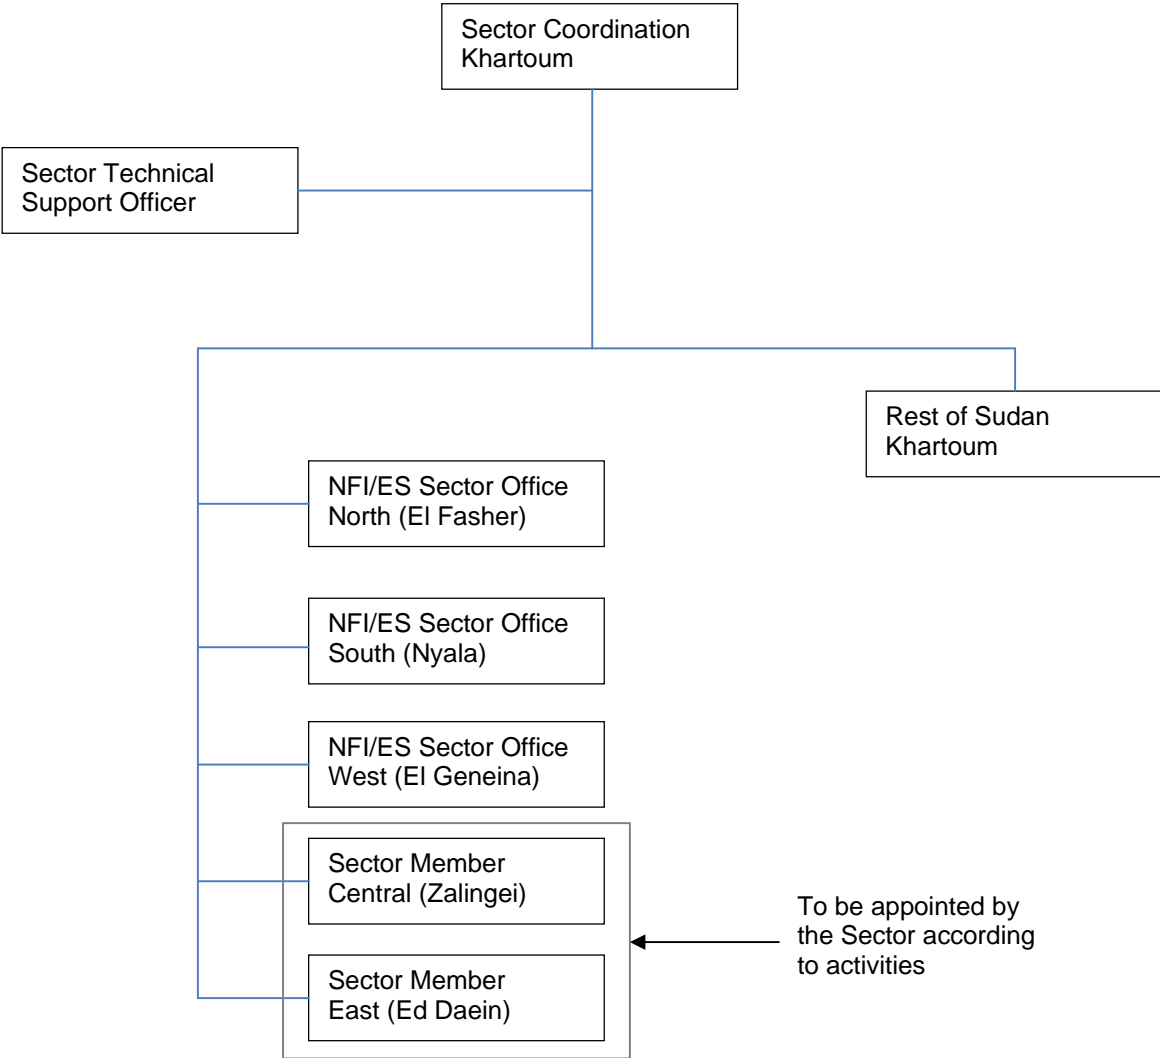 Sector Coordination
Khartoum
Sector Technical
Support Officer
Rest of Sudan
Khartoum
NFI/ES Sector Office
North (El Fasher)
NFI/ES Sector Office
South (Nyala)
NFI/ES Sector Office
West (El Geneina)
Sector Member
Central (Zalingei)
To be appointed by
the Sector according
to activities
Sector Member
East (Ed Daein)